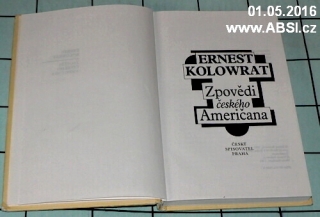 01.05.2016
www.ABSI.cz
ERNEST
KOLOWRAT
Zpovědi
českého
Američana
ČESKÝ
SPISOVATEL
PRAHA